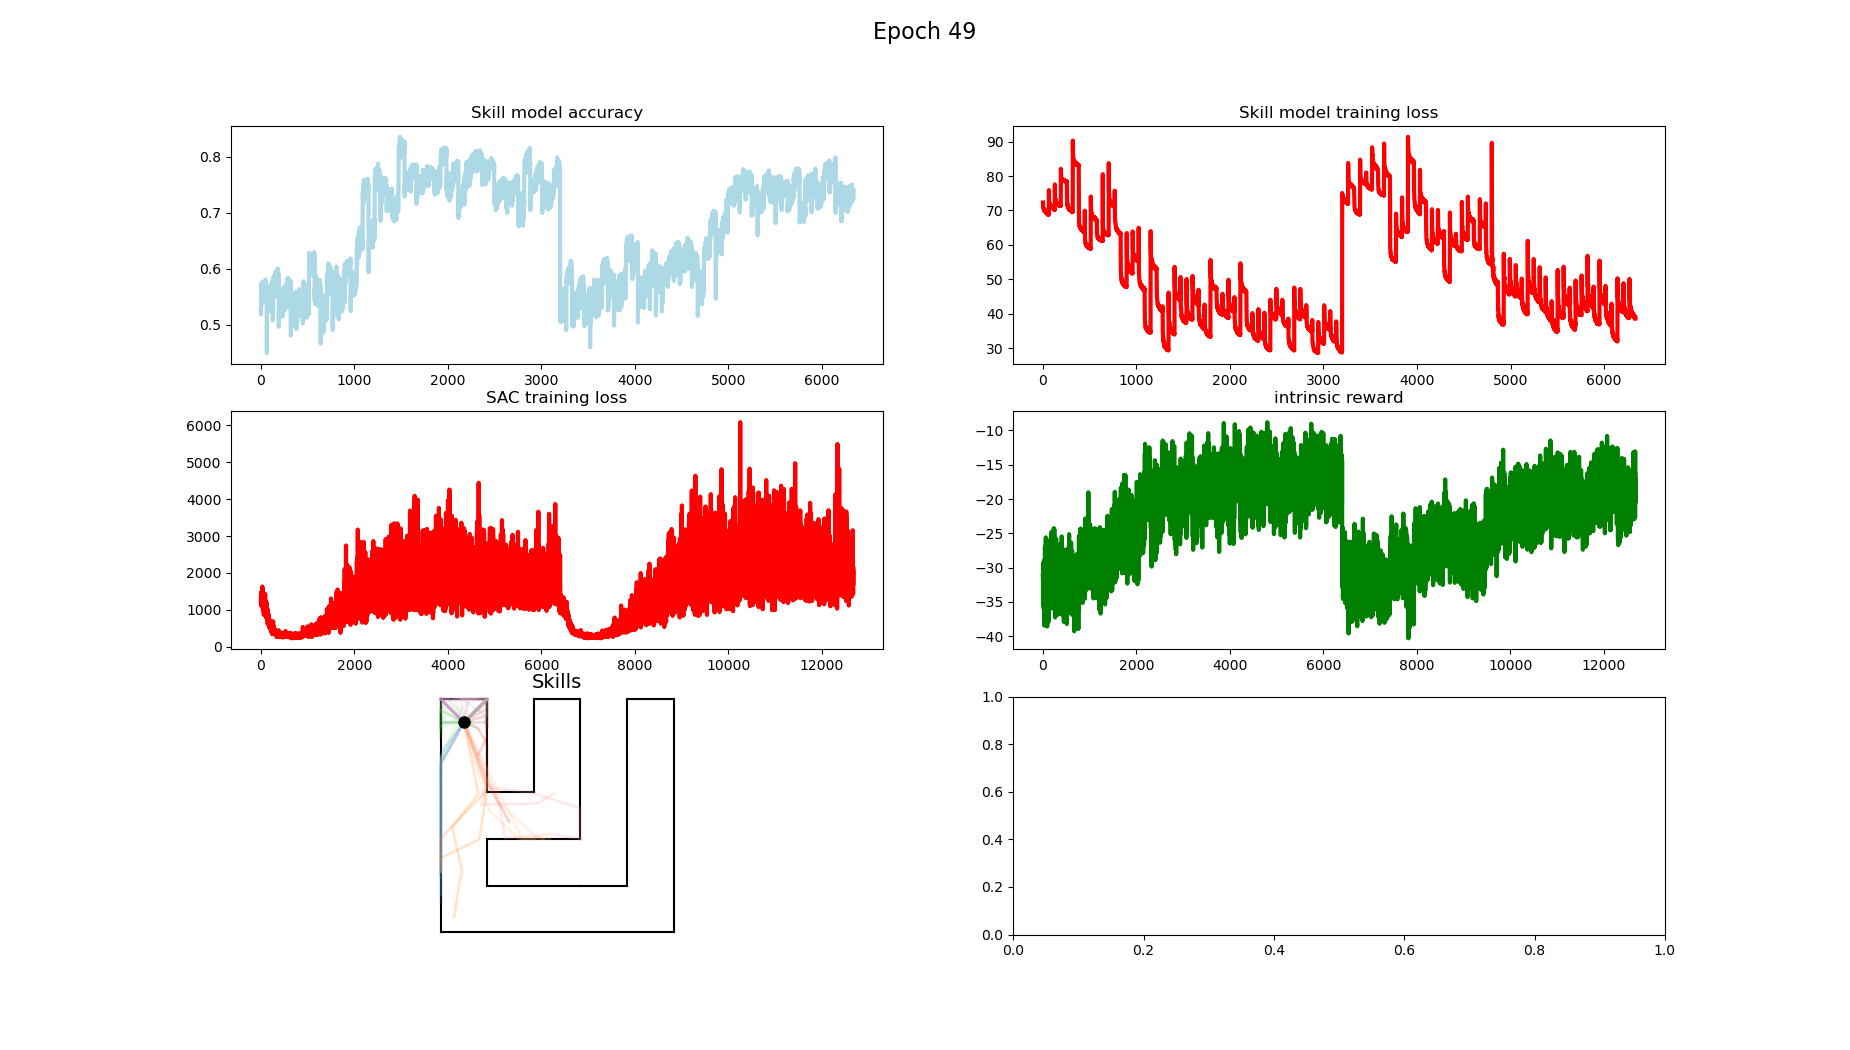 Epoch 49
Skill model accuracy
0.8
0.7
0.6
0.5
0 1000 2000 3000 4000 5000 6000
Skill model training loss
90
80
70
60
50
40
30
0 1000 2000 3000 4000 5000 6000
SAC training loss
6000
5000
4000
3000
2000
1000
0
0 2000 4000 6000 8000 10000 12000
intrinsic reward
−10
−15
−20
−25
−30
−35
−40
0 2000 4000 6000 8000 10000 12000
Skills
1.0
0.8
0.6
0.4
0.2
0.0
0.0 0.2 0.4 0.6 0.8 1.0